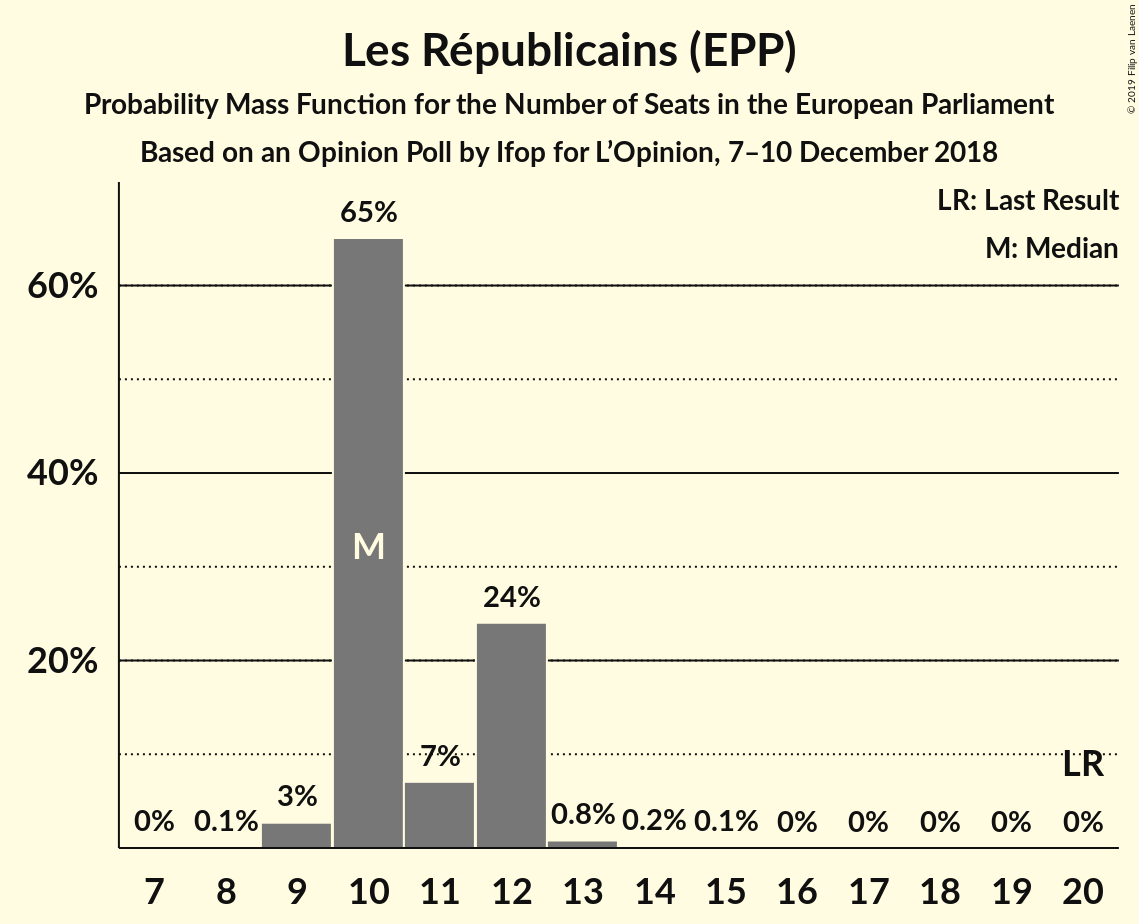 Les Républicains (EPP)
Probability Mass Function for the Number of Seats in the European Parliament
Based on an Opinion Poll by Ifop for L’Opinion, 7–10 December 2018
© 2019 Filip van Laenen
LR: Last Result
M: Median
60%
40%
20%
0%
0.1%
3%
65%
M
7%
24%
0.8%
0.2%
0.1%
0%
0%
0%
0%
LR
0%
7 8 9 10 11 12 13 14 15 16 17 18 19 20